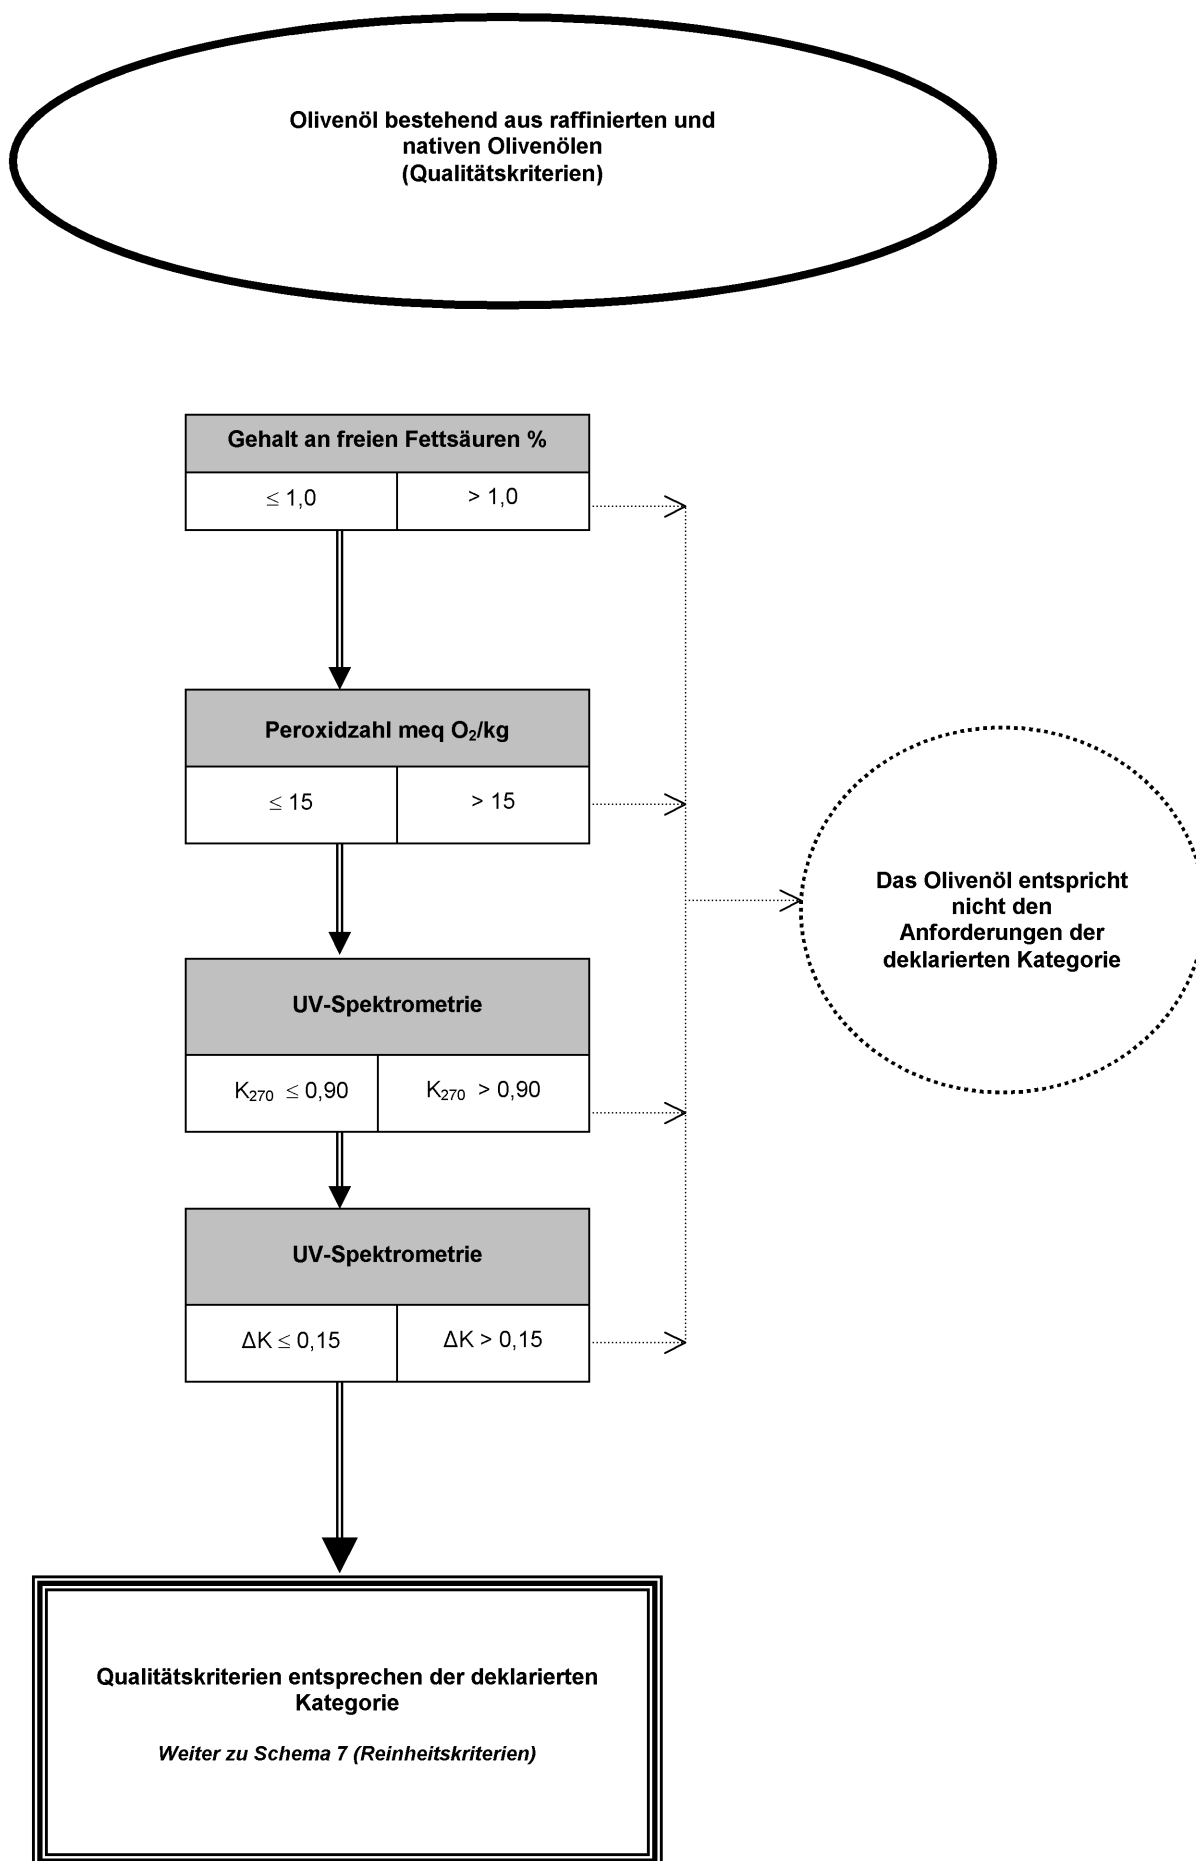 Olivenöl bestehend aus raffinierten und
nativen Olivenölen
(Qualitätskriterien)
Gehalt an freien Fettsäuren %
≤ 1,0
> 1,0
Peroxidzahl meq O₂/kg
≤ 15
> 15
Das Olivenöl entspricht
nicht den
Anforderungen der
deklarierten Kategorie
UV-Spektrometrie
K₂₇₀ ≤ 0,90
K₂₇₀ > 0,90
UV-Spektrometrie
ΔK ≤ 0,15
ΔK > 0,15
Qualitätskriterien entsprechen der deklarierten
Kategorie
Weiter zu Schema 7 (Reinheitskriterien)